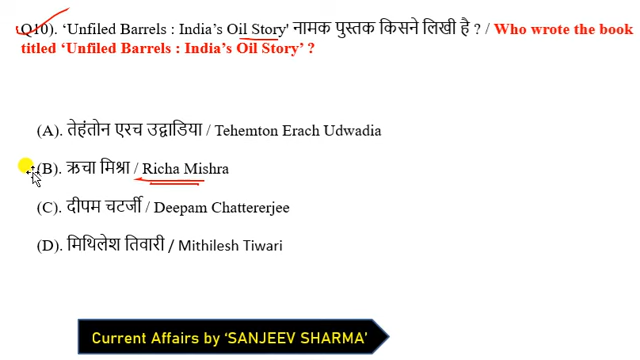 Q10). 'Unfiled Barrels : India's Oil Story' नामक पुस्तक किसने लिखी है ? / Who wrote the book
titled 'Unfiled Barrels : India's Oil Story' ?
(A). तेहंतोन एरच उद्वाडिया / Tehemton Erach Udwadia
(B). ऋचा मिश्रा / Richa Mishra
(C). दीपम चटर्जी / Deepam Chattererjee
(D). मिथिलेश तिवारी / Mithilesh Tiwari
Current Affairs by 'SANJEEV SHARMA'